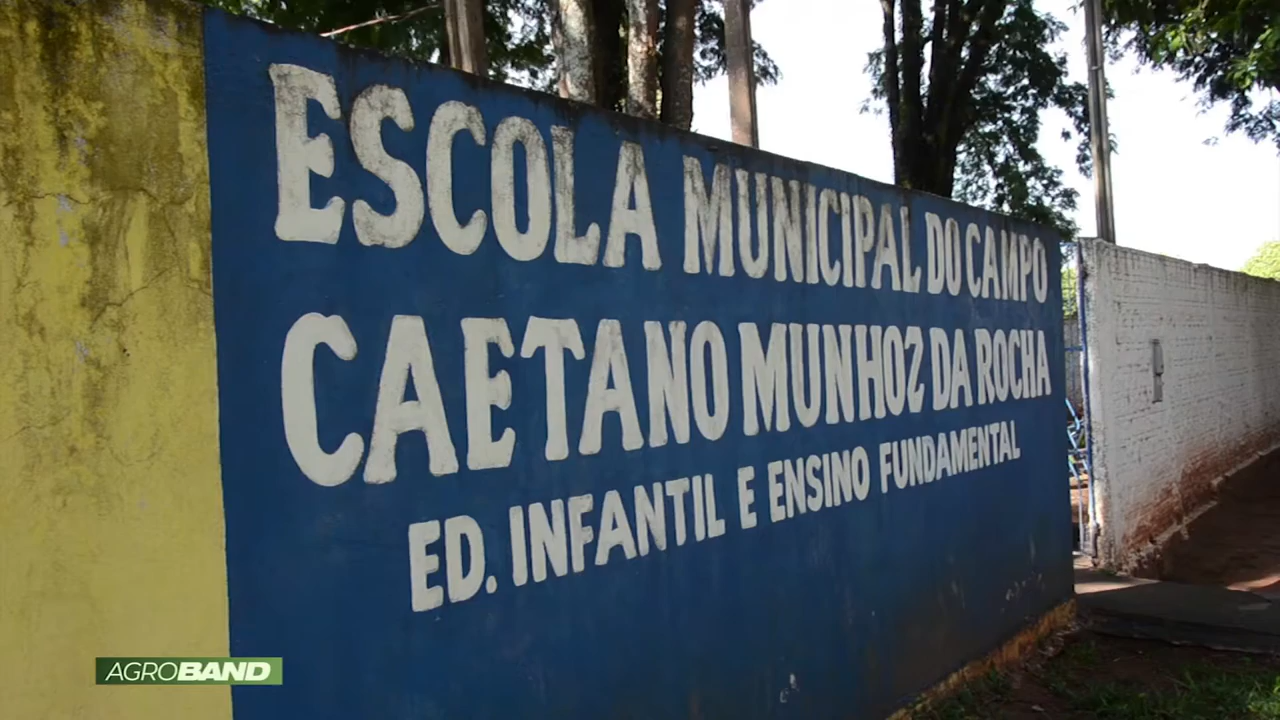 ESCOLA MUNICIPAL DO CAMPO
CAETANO MUNHOZ DA ROCHA
ED. INFANTIL E ENSINO FUNDAMENTAL
AGROBAND